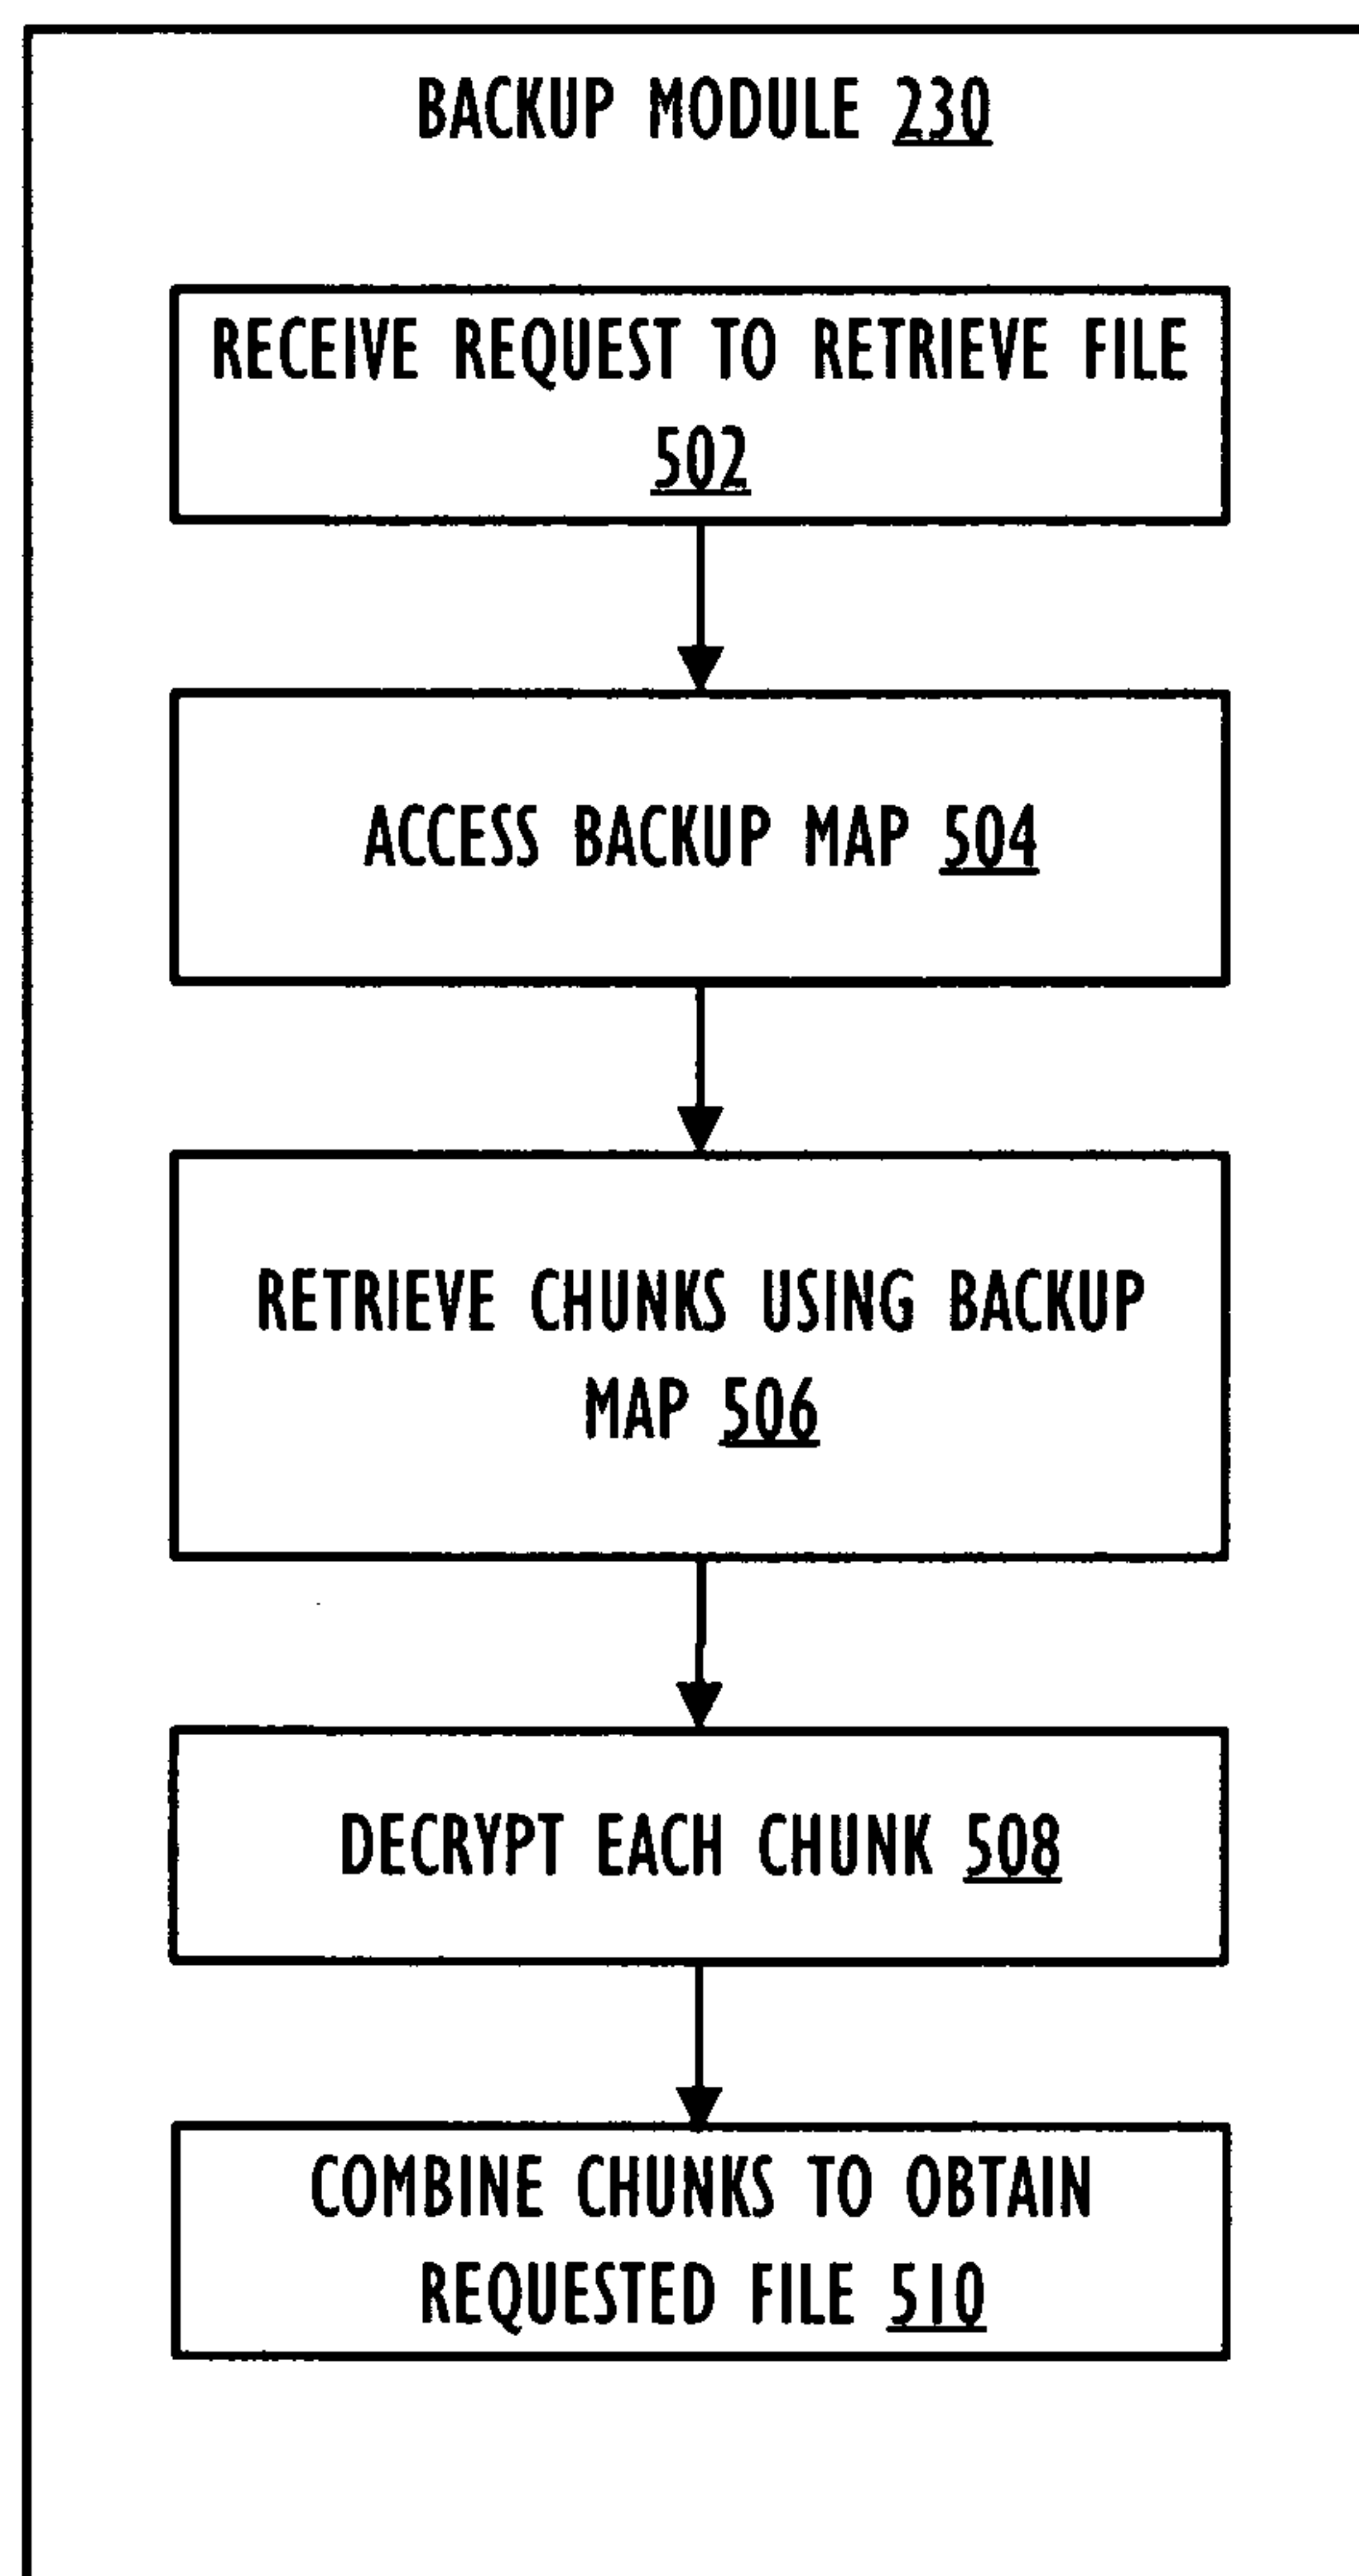 BACKUP MODULE 230
RECEIVE REQUEST TO RETRIEVE FILE
502
ACCESS BACKUP MAP 504
RETRIEVE CHUNKS USING BACKUP
MAP 506
DECRYPT EACH CHUNK 508
COMBINE CHUNKS TO OBTAIN
REQUESTED FILE 510